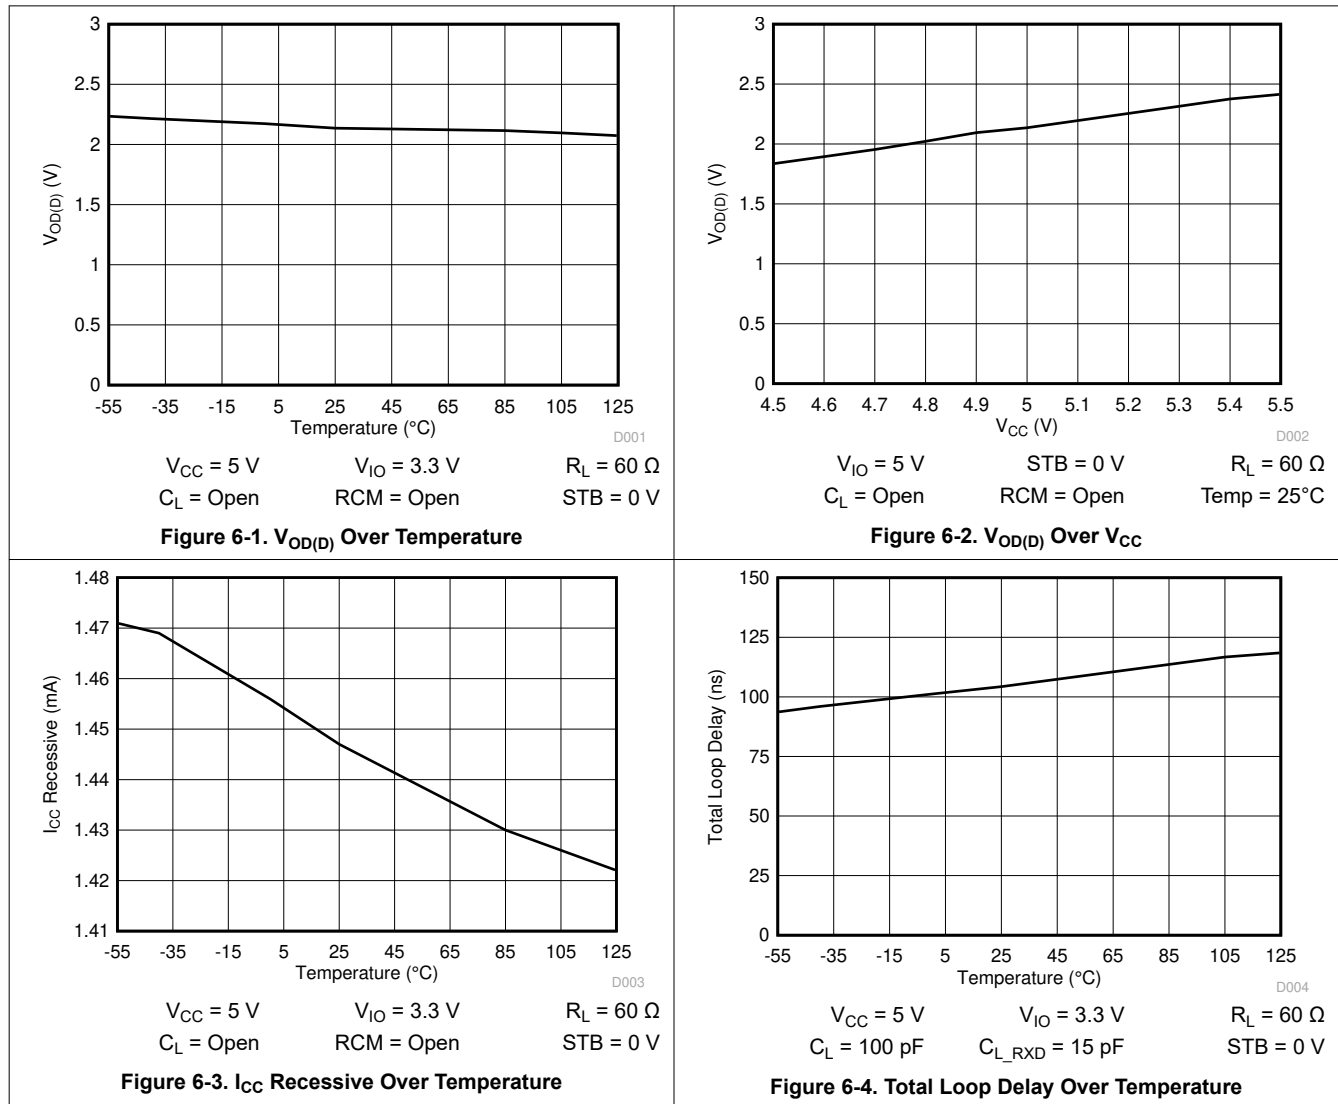 3
2.5
2
1.5
1
0.5
0
V_OD(D) (V)
-55 -35 -15 5 25 45 65 85 105 125
Temperature (°C)
D001
V_CC = 5 V V_IO = 3.3 V R_L = 60 Ω
C_L = Open RCM = Open STB = 0 V
Figure 6-1. V_OD(D) Over Temperature
3
2.5
2
1.5
1
0.5
0
V_OD(D) (V)
4.5 4.6 4.7 4.8 4.9 5 5.1 5.2 5.3 5.4 5.5
V_CC (V)
D002
V_IO = 5 V STB = 0 V R_L = 60 Ω
C_L = Open RCM = Open Temp = 25°C
Figure 6-2. V_OD(D) Over V_CC
1.48
1.47
1.46
1.45
1.44
1.43
1.42
1.41
I_CC Recessive (mA)
-55 -35 -15 5 25 45 65 85 105 125
Temperature (°C)
D003
V_CC = 5 V V_IO = 3.3 V R_L = 60 Ω
C_L = Open RCM = Open STB = 0 V
Figure 6-3. I_CC Recessive Over Temperature
150
125
100
75
50
25
0
Total Loop Delay (ns)
-55 -35 -15 5 25 45 65 85 105 125
Temperature (°C)
D004
V_CC = 5 V V_IO = 3.3 V R_L = 60 Ω
C_L = 100 pF C_L_RXD = 15 pF STB = 0 V
Figure 6-4. Total Loop Delay Over Temperature